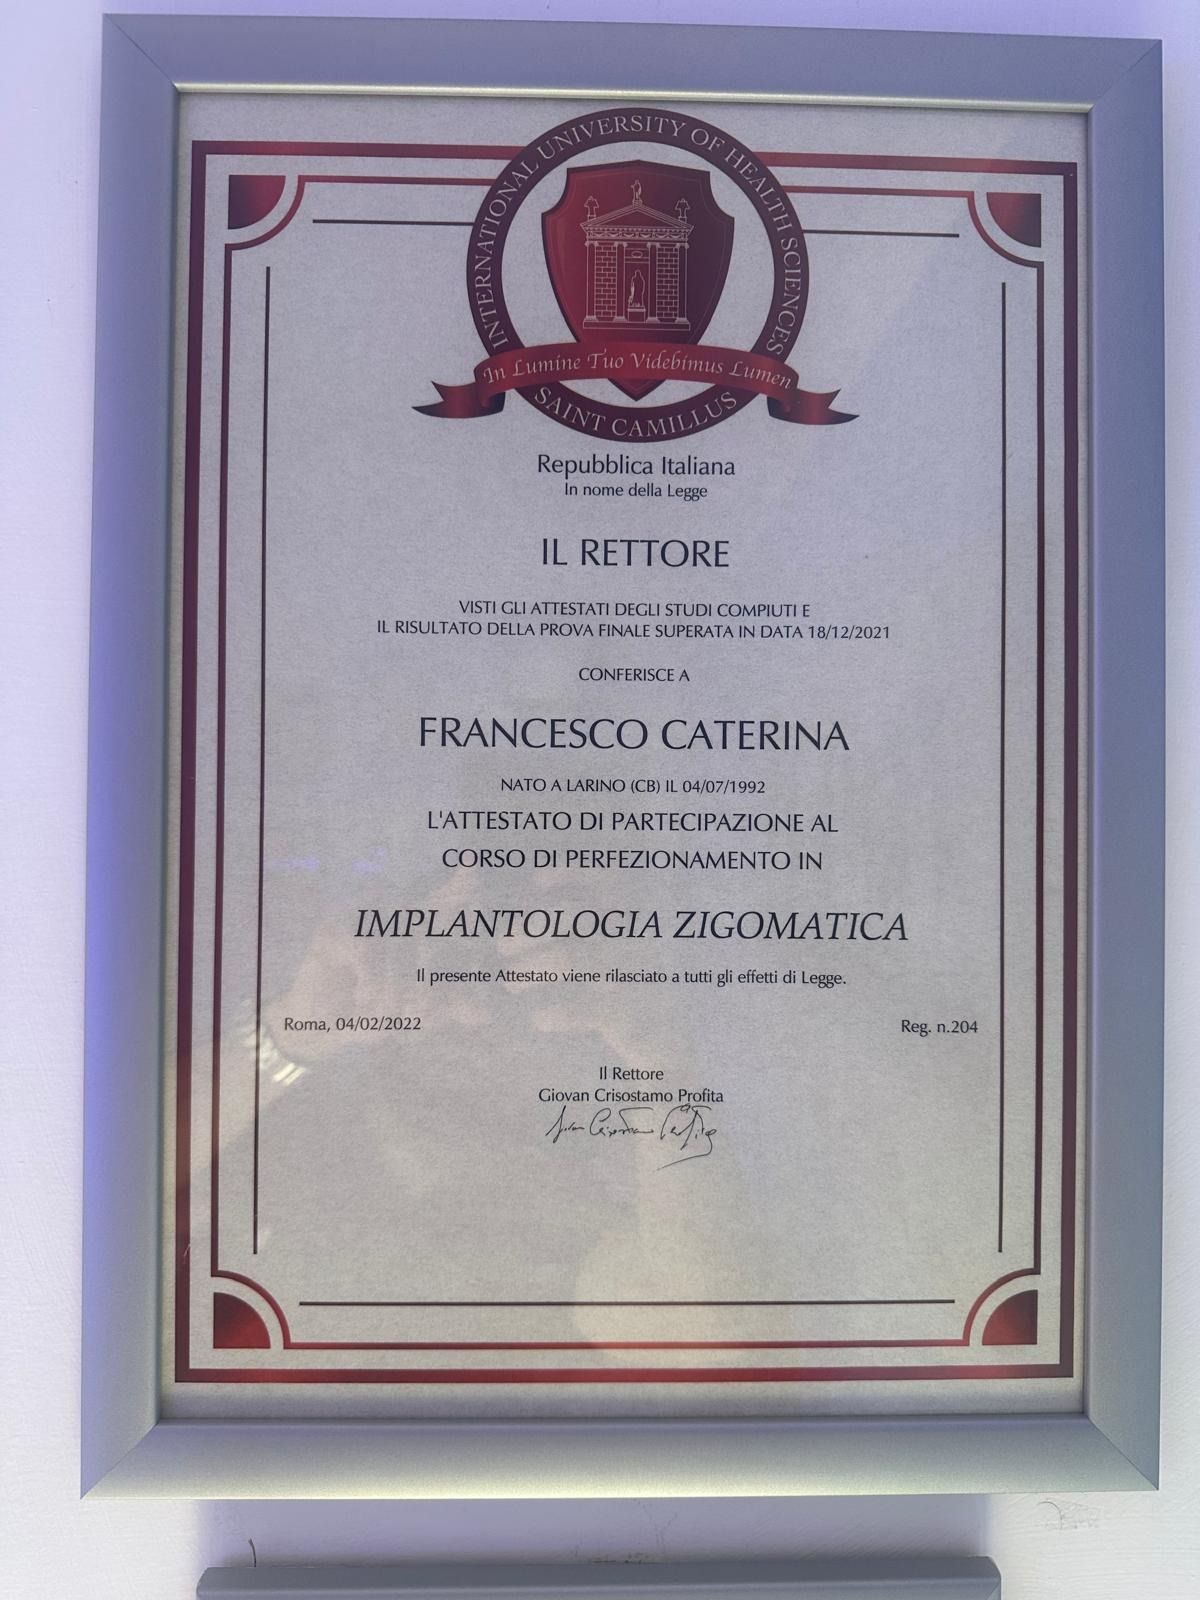 INTERNATIONAL UNIVERSITY OF HEALTH SCIENCES
In Lumine Tuo Videbimus Lumen
SAINT CAMILLUS
Repubblica Italiana
In nome della Legge
IL RETTORE
VISTI GLI ATTESTATI DEGLI STUDI COMPIUTI E
IL RISULTATO DELLA PROVA FINALE SUPERATA IN DATA 18/12/2021
CONFERISCE A
FRANCESCO CATERINA
NATO A LARINO (CB) IL 04/07/1992
L'ATTESTATO DI PARTECIPAZIONE AL
CORSO DI PERFEZIONAMENTO IN
IMPLANTOLOGIA ZIGOMATICA
Il presente Attestato viene rilasciato a tutti gli effetti di Legge.
Roma, 04/02/2022
Reg. n.204
Il Rettore
Giovan Crisostamo Profita